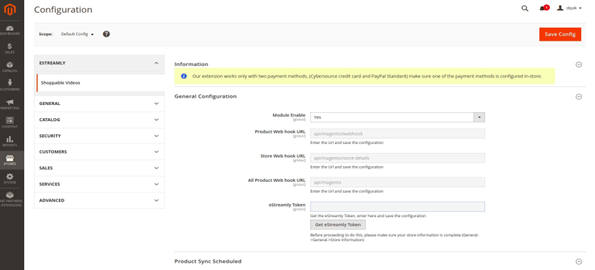 Configuration
dipak
Scope:
Default Config
?
Save Config
DASHBOARD
SALES
CATALOG
CUSTOMERS
MARKETING
CONTENT
REPORTS
STORES
SYSTEM
FIND PARTNERS
& EXTENSIONS
ESTREAMLY
Shoppable Videos
GENERAL
CATALOG
SECURITY
CUSTOMERS
SALES
SERVICES
ADVANCED
Information
Our extension works only with two payment methods, (Cybersource credit card and PayPal Standard) make sure one of the payment methods is configured in-store
General Configuration
Module Enable
[global]
Yes
Product Web hook URL
[global]
Enter the Url and save the configuration
Store Web hook URL
[global]
Enter the Url and save the configuration
All Product Web hook URL
[global]
api/magento
Enter the Url and save the configuration
eStreamly Token
[global]
Get the eStreamly Token, enter here and save the configuration.
Get eStreamly Token
Before proceeding to do this, please make sure your store information is complete (General-
>General->Store Information)
Product Sync Scheduled